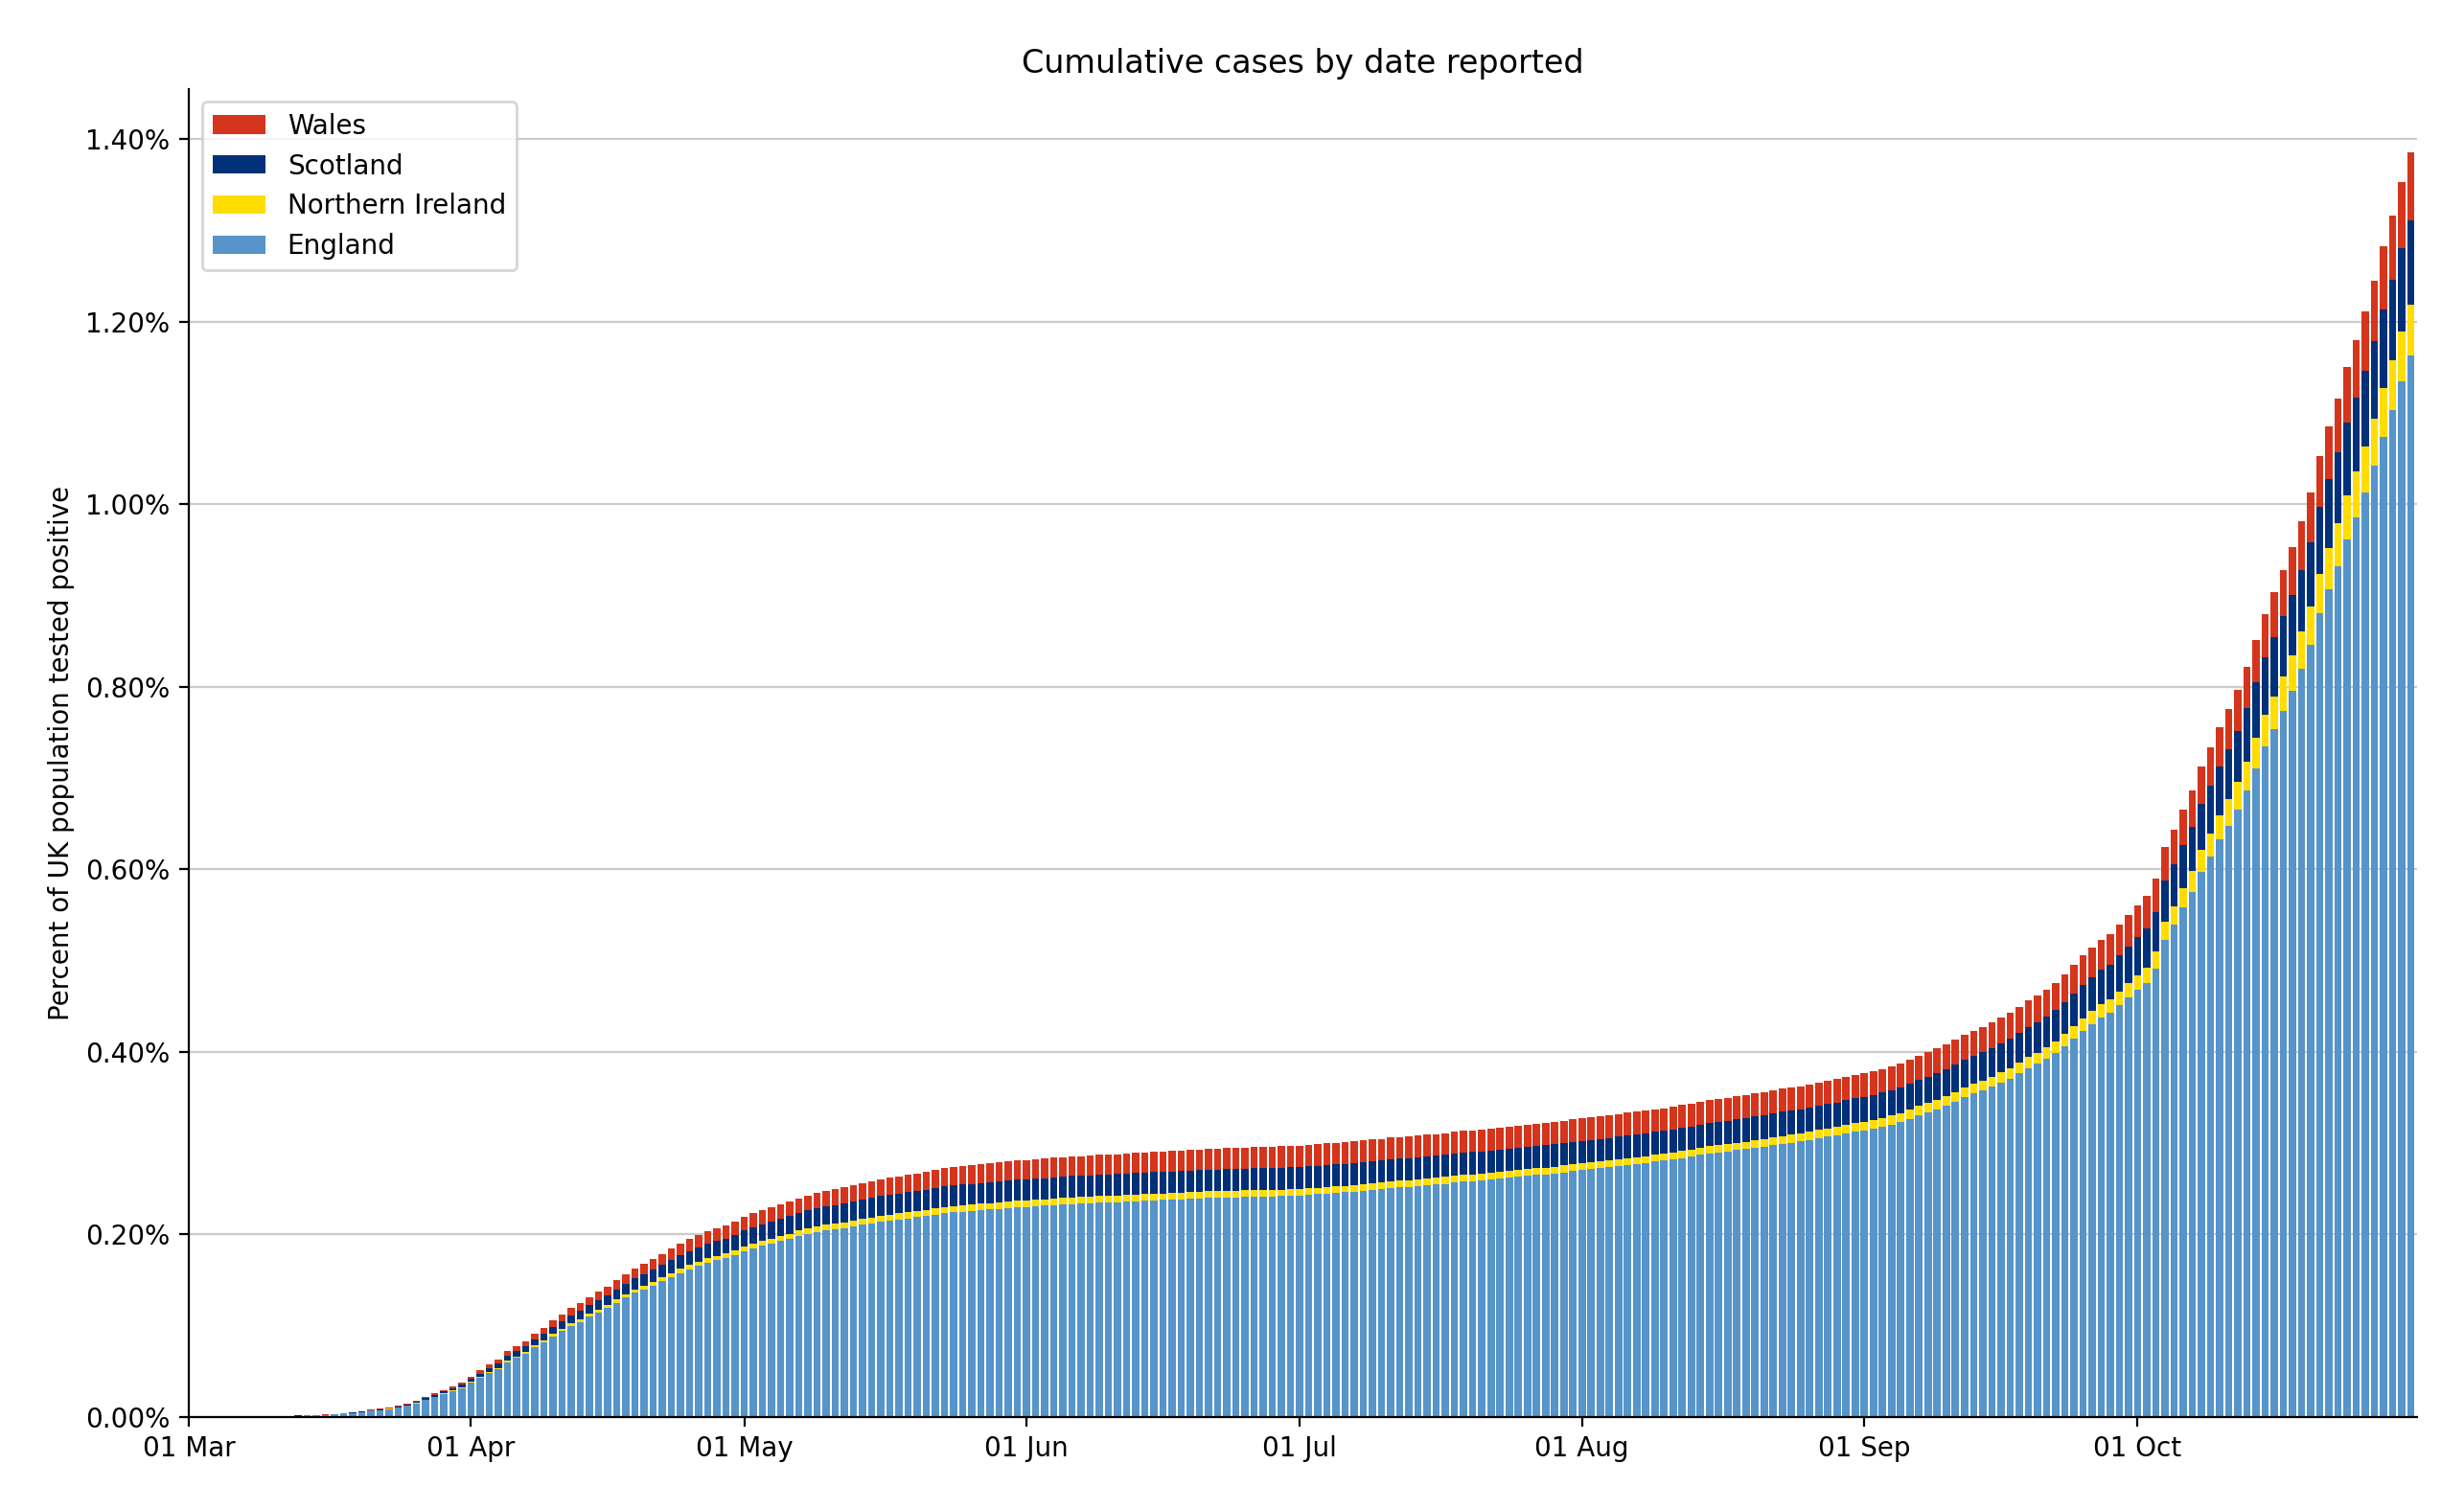 Cumulative cases by date reported
Wales
Scotland
Northern Ireland
England
Percent of UK population tested positive
1.40%
1.20%
1.00%
0.80%
0.60%
0.40%
0.20%
0.00%
01 Mar
01 Apr
01 May
01 Jun
01 Jul
01 Aug
01 Sep
01 Oct